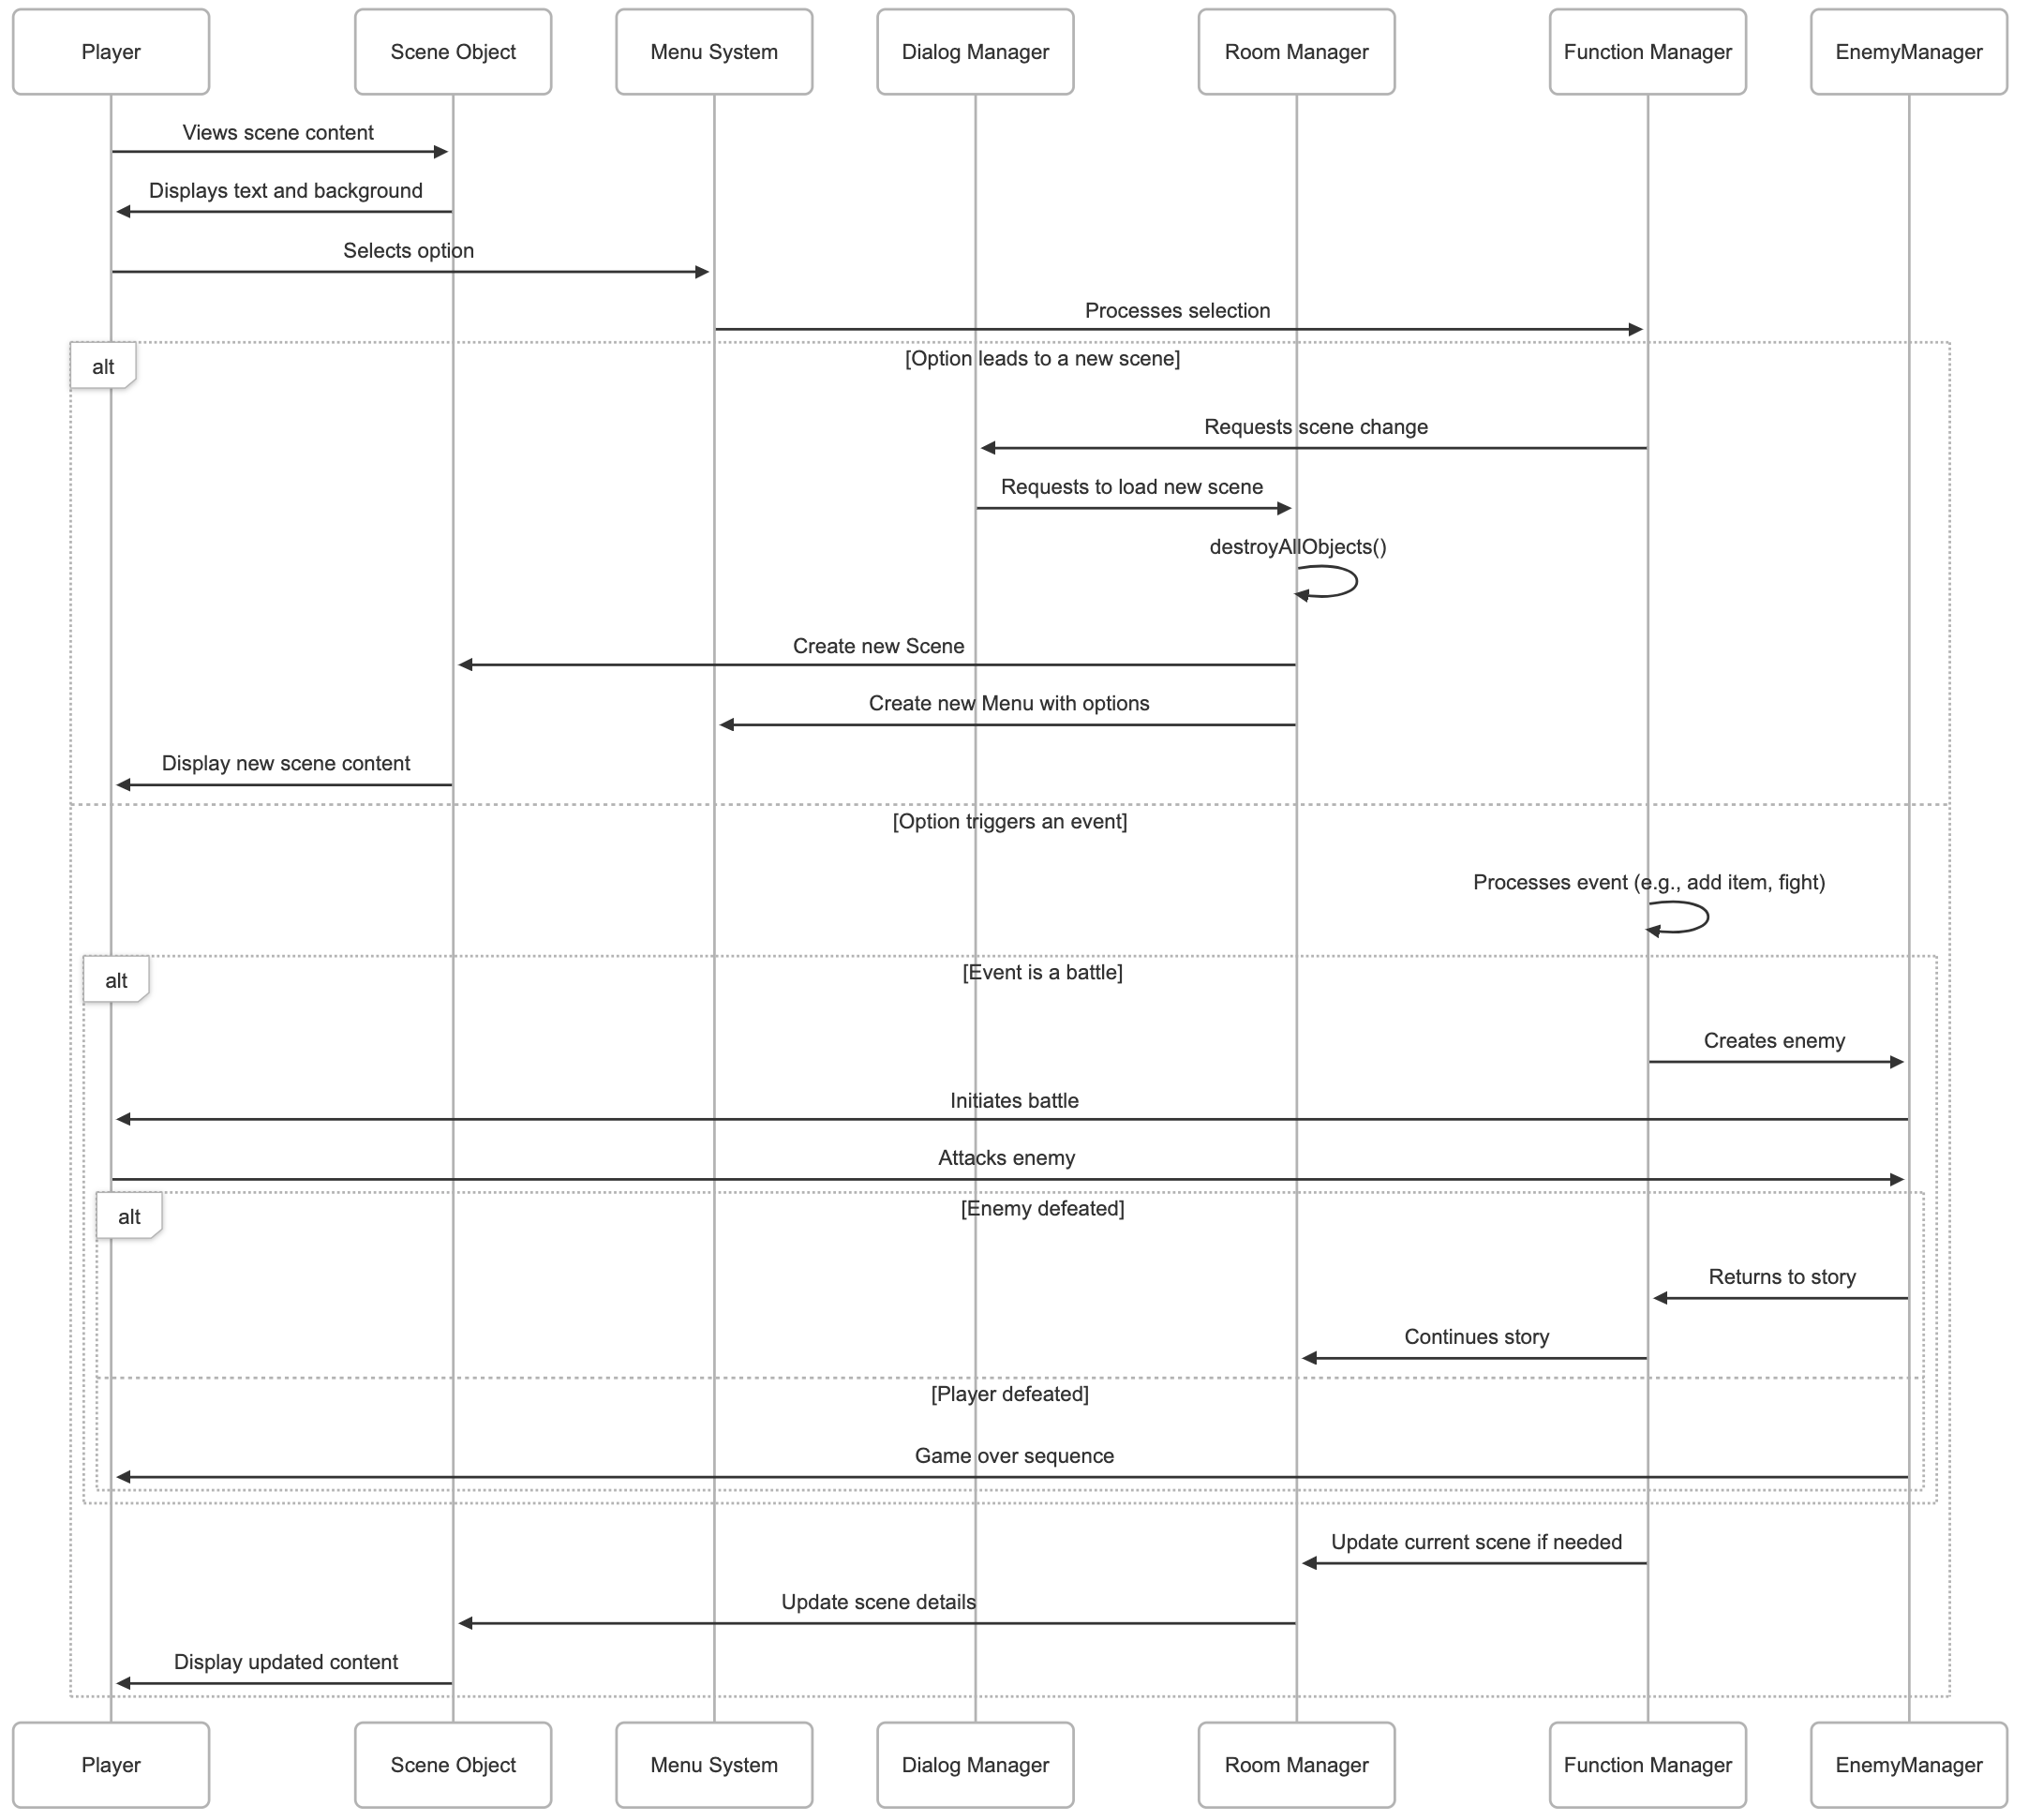 Player
Scene Object
Menu System
Dialog Manager
Room Manager
Function Manager
EnemyManager
Views scene content
Displays text and background
Selects option
Processes selection
alt
[Option leads to a new scene]
Requests scene change
Requests to load new scene
destroyAllObjects()
Create new Scene
Create new Menu with options
Display new scene content
[Option triggers an event]
Processes event (e.g., add item, fight)
alt
[Event is a battle]
Creates enemy
Initiates battle
Attacks enemy
alt
[Enemy defeated]
Returns to story
Continues story
[Player defeated]
Game over sequence
Update current scene if needed
Update scene details
Display updated content
Player
Scene Object
Menu System
Dialog Manager
Room Manager
Function Manager
EnemyManager